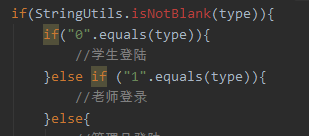 if(StringUtils.isNotBlank(type)){
if("0".equals(type)){
//学生登陆
}else if ("1".equals(type)){
//老师登录
}else{